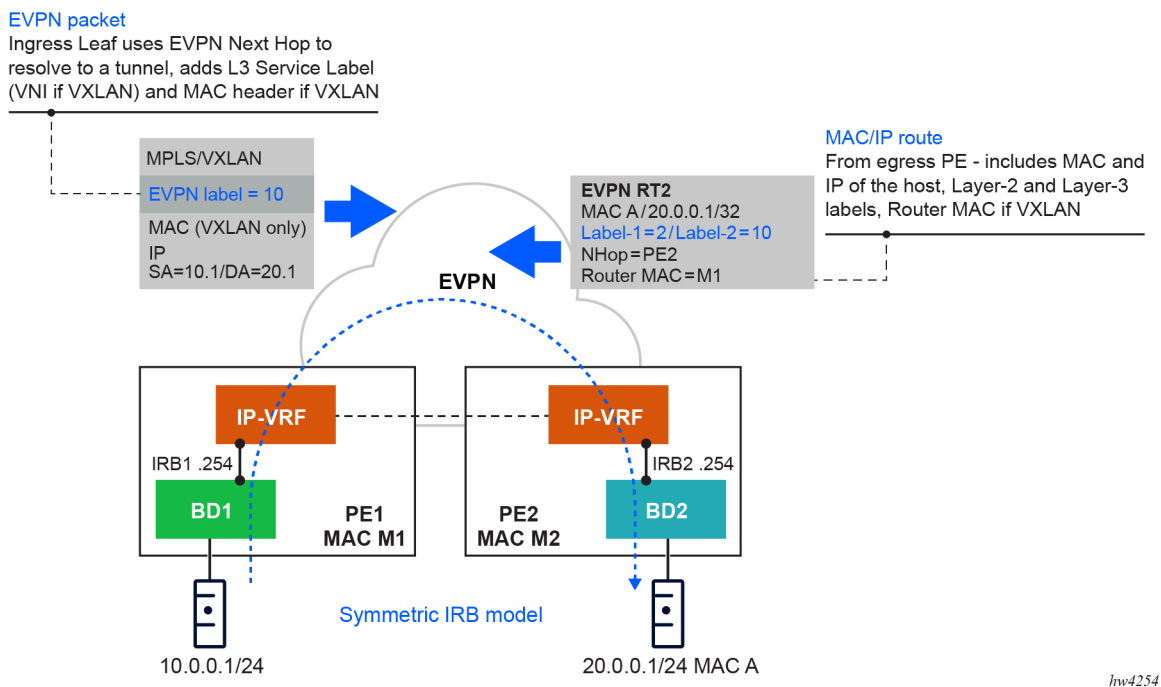 EVPN packet
Ingress Leaf uses EVPN Next Hop to
resolve to a tunnel, adds L3 Service Label
(VNI if VXLAN) and MAC header if VXLAN
MAC/IP route
From egress PE - includes MAC and
IP of the host, Layer-2 and Layer-3
labels, Router MAC if VXLAN
MPLS/VXLAN
EVPN label = 10
MAC (VXLAN only)
IP
SA=10.1/DA=20.1
EVPN RT2
MAC A/20.0.0.1/32
Label-1=2/Label-2=10
NHop=PE2
Router MAC=M1
EVPN
IP-VRF
IP-VRF
IRB1 .254
IRB2 .254
BD1
PE1
MAC M1
PE2
MAC M2
BD2
Symmetric IRB model
10.0.0.1/24
20.0.0.1/24 MAC A
hw4254